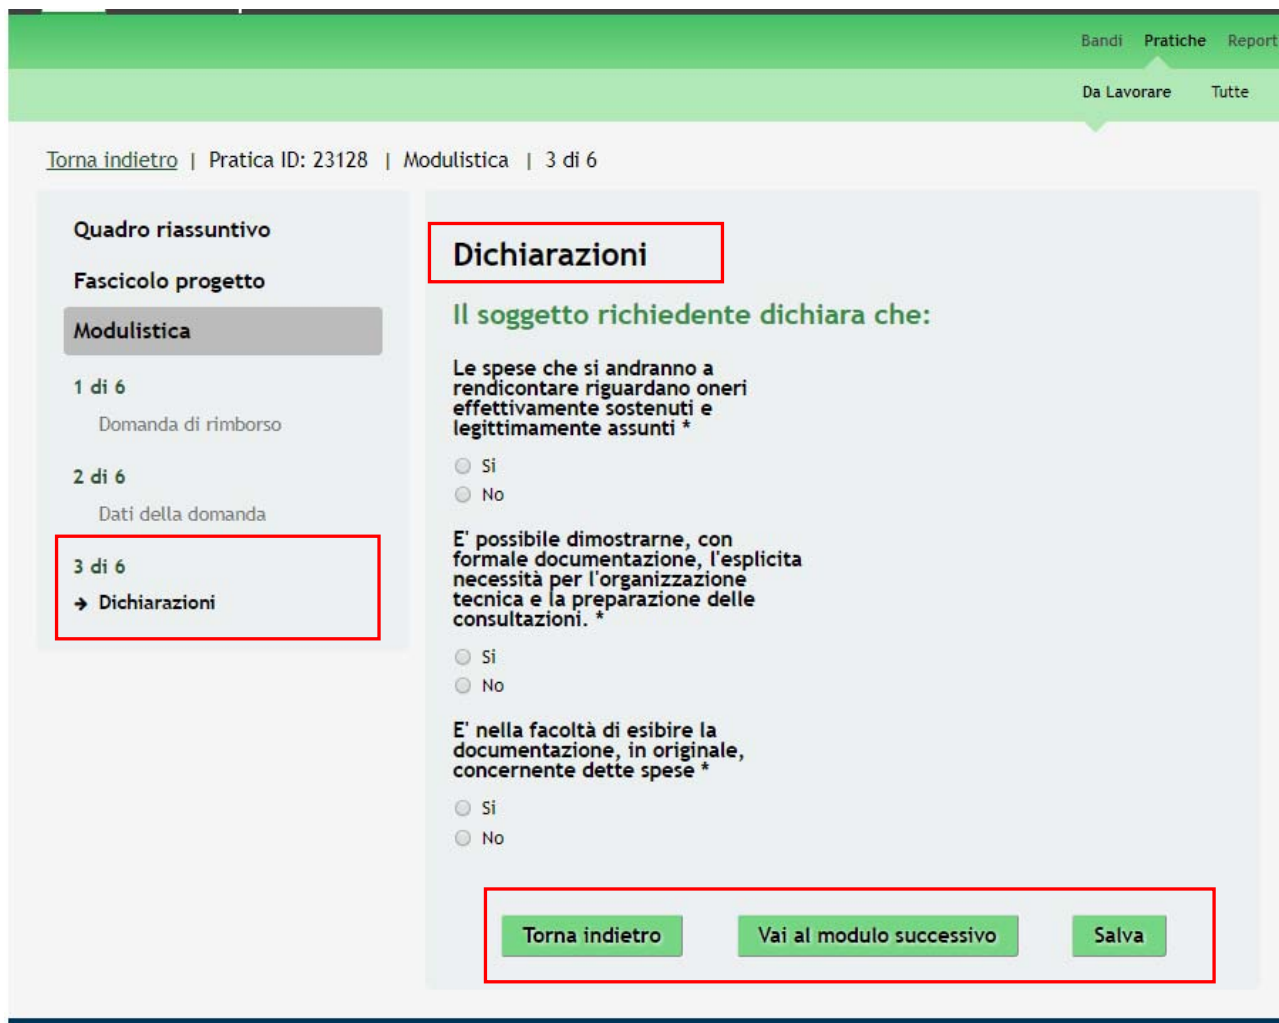 Bandi Pratiche Report
Da Lavorare Tutte
Torna indietro | Pratica ID: 23128 | Modulistica | 3 di 6
Quadro riassuntivo
Fascicolo progetto
Modulistica
1 di 6
Domanda di rimborso
2 di 6
Dati della domanda
3 di 6
→ Dichiarazioni
Dichiarazioni
Il soggetto richiedente dichiara che:
Le spese che si andranno a
rendicontare riguardano oneri
effettivamente sostenuti e
legittimamente assunti *
Si
No
E' possibile dimostrarne, con
formale documentazione, l'esplicita
necessità per l'organizzazione
tecnica e la preparazione delle
consultazioni. *
Si
No
E' nella facoltà di esibire la
documentazione, in originale,
concernente dette spese *
Si
No
Torna indietro Vai al modulo successivo Salva